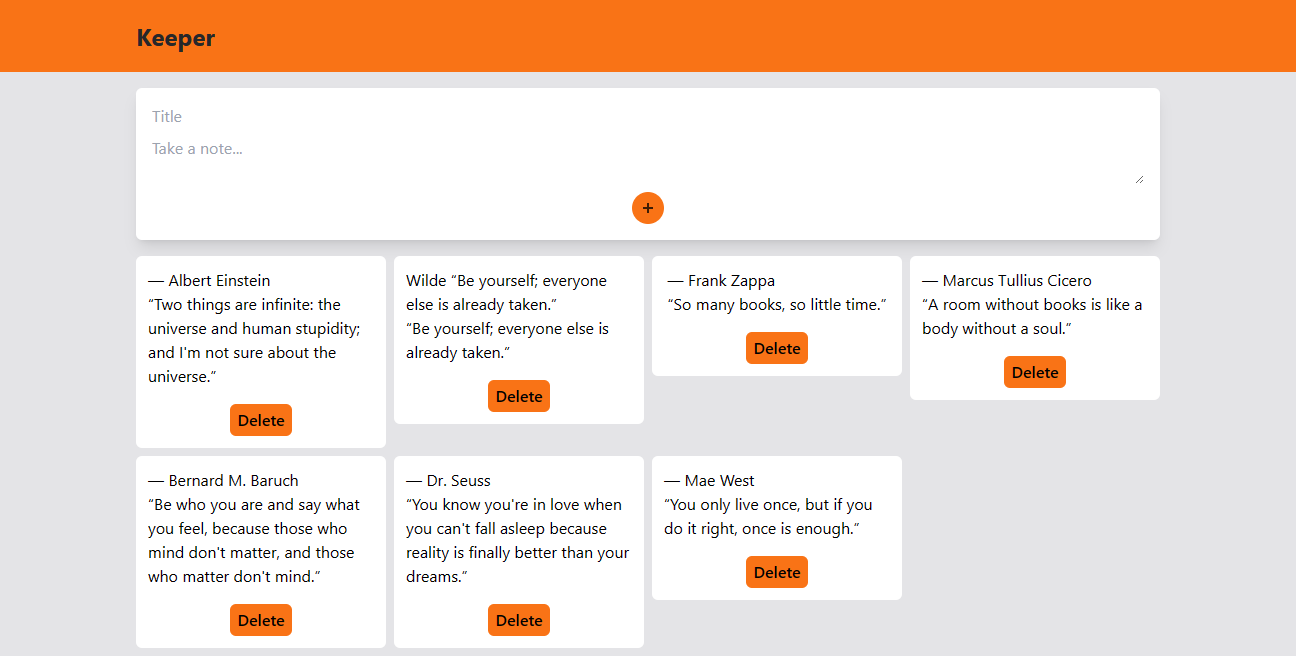 Keeper
Title
Take a note...
+
— Albert Einstein
“Two things are infinite: the
universe and human stupidity;
and I'm not sure about the
universe.”
Delete
Wilde “Be yourself; everyone
else is already taken.”
“Be yourself; everyone else is
already taken.”
Delete
— Frank Zappa
“So many books, so little time.”
Delete
— Marcus Tullius Cicero
“A room without books is like a
body without a soul.”
Delete
— Bernard M. Baruch
“Be who you are and say what
you feel, because those who
mind don't matter, and those
who matter don't mind.”
Delete
— Dr. Seuss
“You know you're in love when
you can't fall asleep because
reality is finally better than your
dreams.”
Delete
— Mae West
“You only live once, but if you
do it right, once is enough.”
Delete